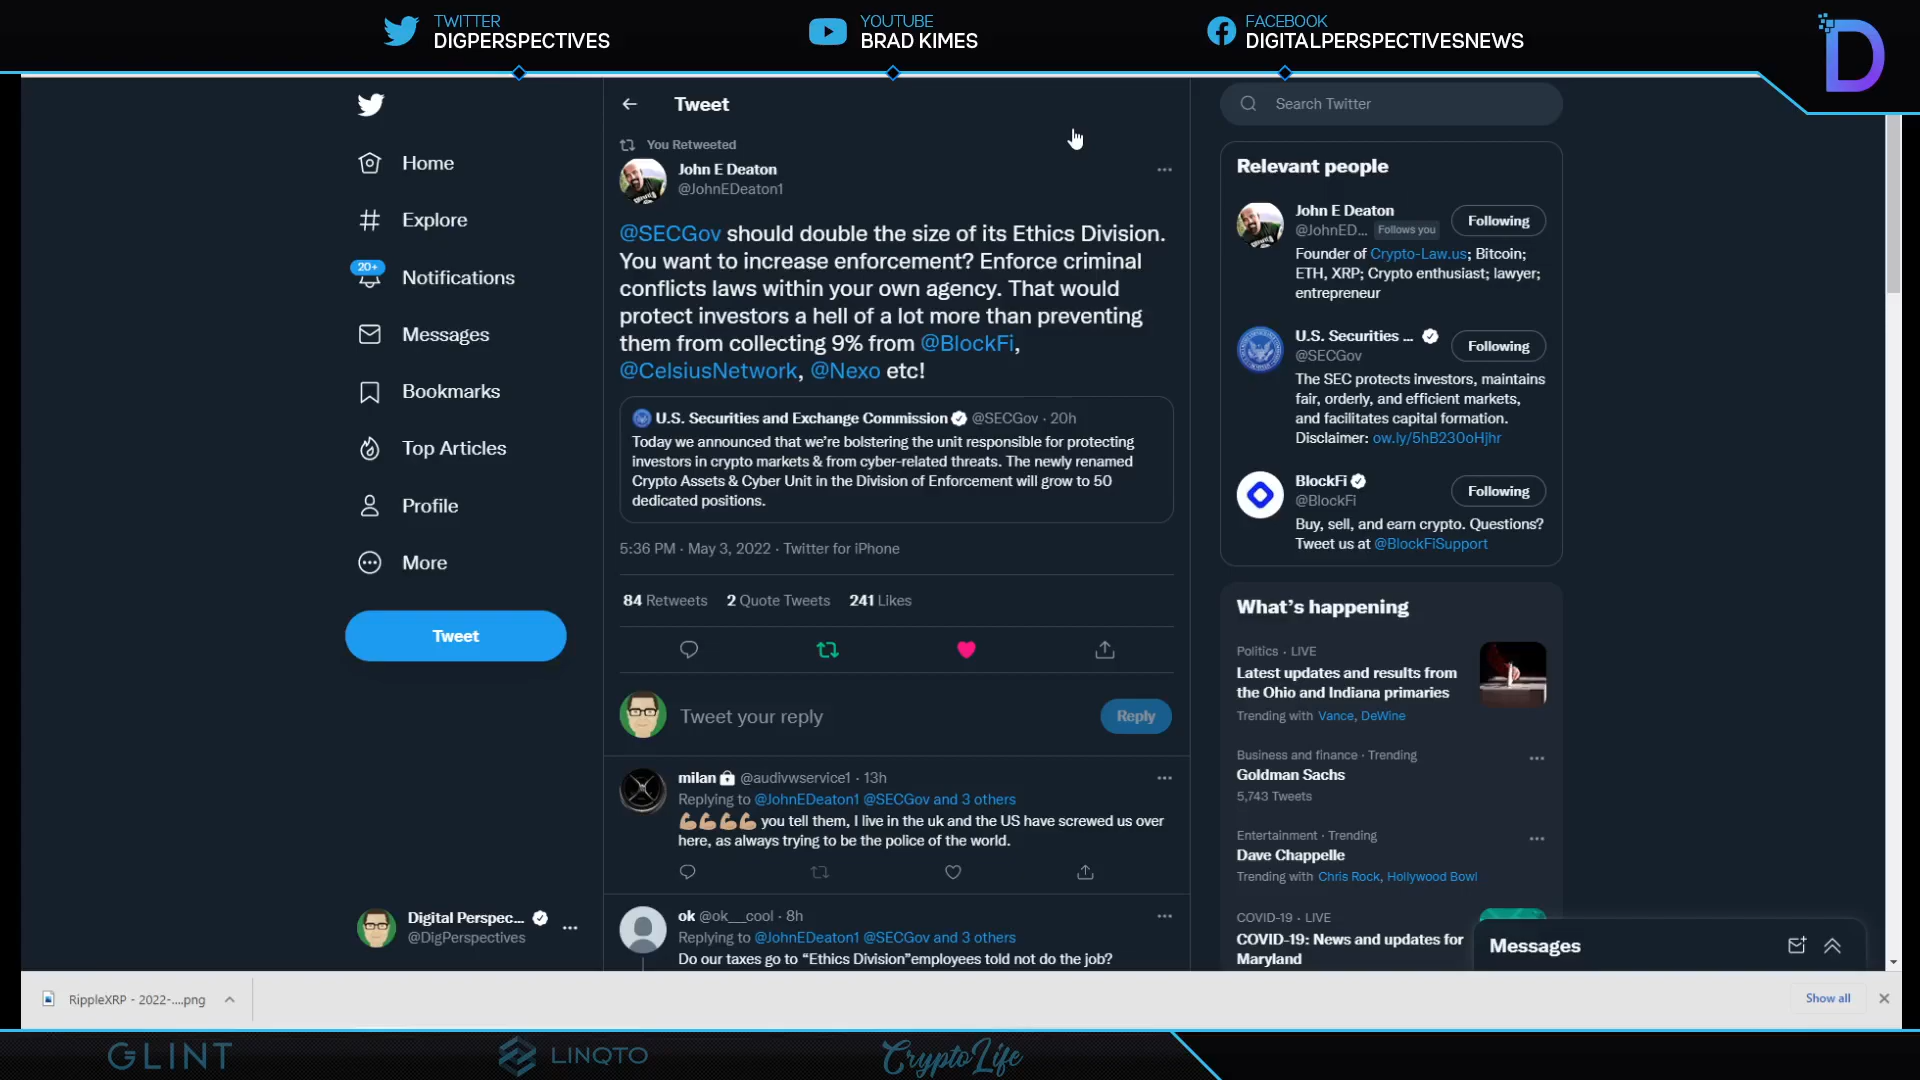 TWITTER
DIGPERSPECTIVES
YOUTUBE
BRAD KIMES
FACEBOOK
DIGITALPERSPECTIVESNEWS
D
Home
Explore
20+
Notifications
Messages
Bookmarks
Top Articles
Profile
More
Tweet
Digital Perspec...
@DigPerspectives
Tweet
You Retweeted
John E Deaton
@JohnEDeaton1
@SECGov should double the size of its Ethics Division.
You want to increase enforcement? Enforce criminal
conflicts laws within your own agency. That would
protect investors a hell of a lot more than preventing
them from collecting 9% from @BlockFi,
@CelsiusNetwork, @Nexo etc!
U.S. Securities and Exchange Commission @SECGov · 20h
Today we announced that we're bolstering the unit responsible for protecting
investors in crypto markets & from cyber-related threats. The newly renamed
Crypto Assets & Cyber Unit in the Division of Enforcement will grow to 50
dedicated positions.
5:36 PM · May 3, 2022 · Twitter for iPhone
84 Retweets 2 Quote Tweets 241 Likes
Tweet your reply
Reply
milan @audivwservice1 · 13h
Replying to @JohnEDeaton1 @SECGov and 3 others
💪🏼💪🏼💪🏼💪🏼 you tell them, I live in the uk and the US have screwed us over
here, as always trying to be the police of the world.
ok @ok__cool · 8h
Replying to @JohnEDeaton1 @SECGov and 3 others
Do our taxes go to “Ethics Division”employees told not do the job?
Search Twitter
Relevant people
John E Deaton
@JohnED... Follows you
Following
Founder of Crypto-Law.us; Bitcoin;
ETH, XRP; Crypto enthusiast; lawyer;
entrepreneur
U.S. Securities ...
@SECGov
Following
The SEC protects investors, maintains
fair, orderly, and efficient markets,
and facilitates capital formation.
Disclaimer: ow.ly/5hB230oHjhr
BlockFi
@BlockFi
Following
Buy, sell, and earn crypto. Questions?
Tweet us at @BlockFiSupport
What's happening
Politics · LIVE
Latest updates and results from
the Ohio and Indiana primaries
Trending with Vance, DeWine
Business and finance · Trending
Goldman Sachs
5,743 Tweets
Entertainment · Trending
Dave Chappelle
Trending with Chris Rock, Hollywood Bowl
COVID-19 · LIVE
COVID-19: News and updates for
Maryland
Messages
RippleXRP - 2022-....png
Show all
GLINT
LINQTO
CryptoLife